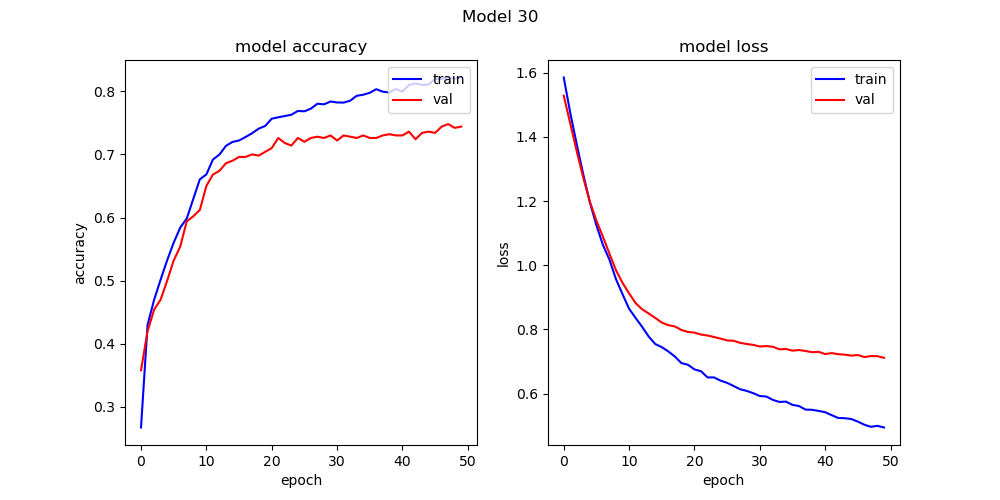 Model 30
model accuracy
train
val
0.8
0.7
0.6
0.5
0.4
0.3
accuracy
0 10 20 30 40 50
epoch
model loss
train
val
1.6
1.4
1.2
1.0
0.8
0.6
loss
0 10 20 30 40 50
epoch